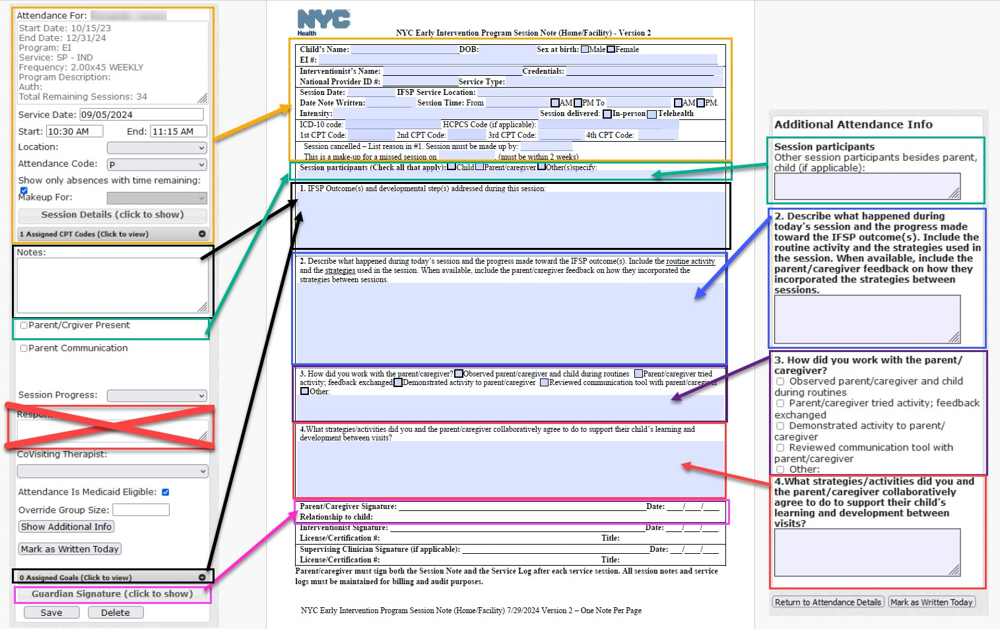 Attendance For:
Start Date: 10/15/23
End Date: 12/31/24
Program: EI
Service: SP - IND
Frequency: 2.00x45 WEEKLY
Program Description:
Auth:
Total Remaining Sessions: 34
Service Date: 09/05/2024
Start: 10:30 AM End: 11:15 AM
Location:
Attendance Code: P
Show only absences with time remaining:
Makeup For:
Session Details (click to show)
1 Assigned CPT Codes (Click to view)
Notes:
Parent/Crgiver Present
Parent Communication
Session Progress:
CoVisiting Therapist:
Attendance Is Medicaid Eligible:
Override Group Size:
Show Additional Info
Mark as Written Today
0 Assigned Goals (Click to view)
Guardian Signature (click to show)
Save Delete
NYC
Health
NYC Early Intervention Program Session Note (Home/Facility) - Version 2
Child's Name: DOB: Sex at birth: Male Female
EI #:
Interventionist's Name: Credentials:
National Provider ID #: Service Type:
Session Date: IFSP Service Location:
Date Note Written: Session Time: From AM PM To AM PM.
Intensity: Session delivered: In-person Telehealth
ICD-10 code: HCPCS Code (if applicable):
1st CPT Code: 2nd CPT Code: 3rd CPT Code: 4th CPT Code:
Session cancelled – List reason in #1. Session must be made up by:
This is a make-up for a missed session on . (must be within 2 weeks)
Session participants (Check all that apply): Child Parent/caregiver Other(s)specify:
1. IFSP Outcome(s) and developmental step(s) addressed during this session:
2. Describe what happened during today's session and the progress made toward the IFSP outcome(s). Include the routine activity
and the strategies used in the session. When available, include the parent/caregiver feedback on how they incorporated the
strategies between sessions.
3. How did you work with the parent/caregiver? Observed parent/caregiver and child during routines Parent/caregiver tried
activity; feedback exchanged Demonstrated activity to parent/caregiver Reviewed communication tool with parent/caregiver
Other:
4.What strategies/activities did you and the parent/caregiver collaboratively agree to do to support their child's learning and
development between visits?
Parent/Caregiver Signature: Date: / /
Relationship to child:
Interventionist Signature: Date: / /
License/Certification #: Title:
Supervising Clinician Signature (if applicable): Date: / /
License/Certification #: Title:
Parent/caregiver must sign both the Session Note and the Service Log after each service session. All session notes and service
logs must be maintained for billing and audit purposes.
NYC Early Intervention Program Session Note (Home/Facility) 7/29/2024 Version 2 – One Note Per Page
Additional Attendance Info
Session participants
Other session participants besides parent,
child (if applicable):
2. Describe what happened during
today's session and the progress made
toward the IFSP outcome(s). Include the
routine activity and the strategies used in
the session. When available, include the
parent/caregiver feedback on how they
incorporated the strategies between
sessions.
3. How did you work with the parent/
caregiver?
Observed parent/caregiver and child
during routines
Parent/caregiver tried activity; feedback
exchanged
Demonstrated activity to parent/
caregiver
Reviewed communication tool with
parent/caregiver
Other:
4.What strategies/activities did you and
the parent/caregiver collaboratively
agree to do to support their child's
learning and development between
visits?
Return to Attendance Details Mark as Written Today